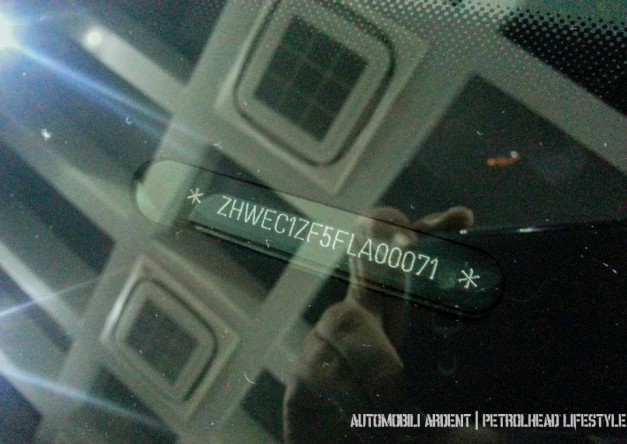 * ZHWEC1ZF5FLA00071 *
AUTOMOBILI ARDENT | PETROLHEAD LIFESTYLE